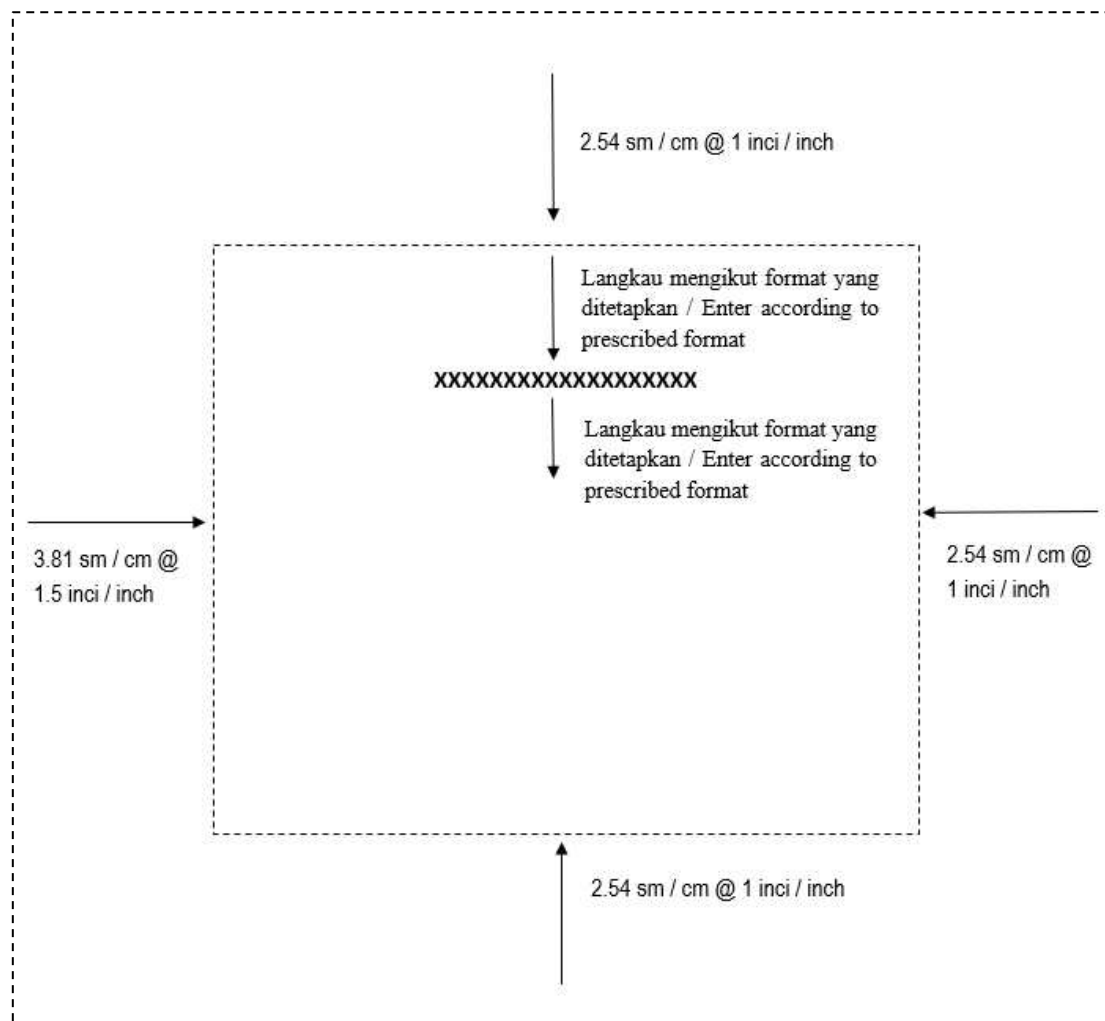 2.54 sm / cm @ 1 inci / inch
Langkau mengikut format yang
ditetapkan / Enter according to
prescribed format
XXXXXXXXXXXXXXXXXXX
Langkau mengikut format yang
ditetapkan / Enter according to
prescribed format
3.81 sm / cm @
1.5 inci / inch
2.54 sm / cm @
1 inci / inch
2.54 sm / cm @ 1 inci / inch